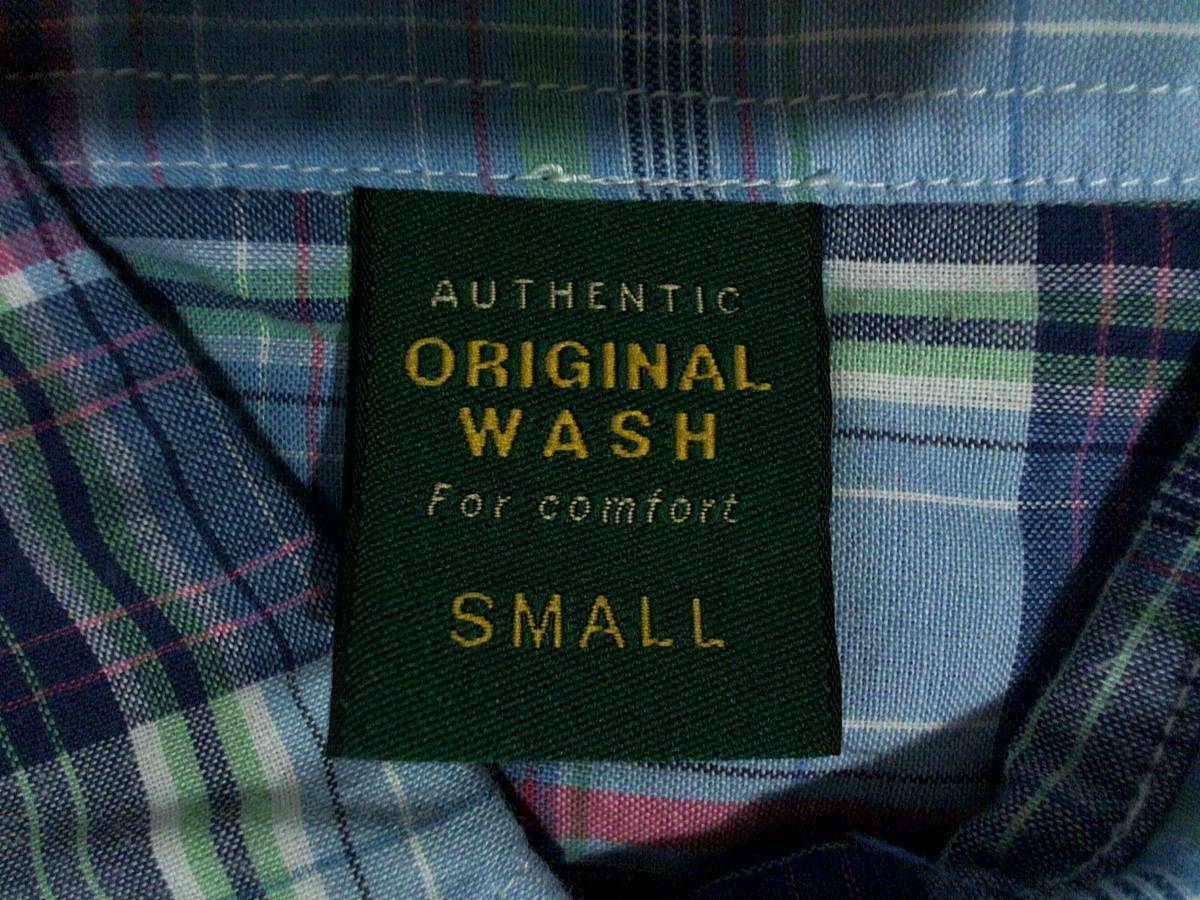 AUTHENTIC
ORIGINAL
WASH
For comfort
SMALL